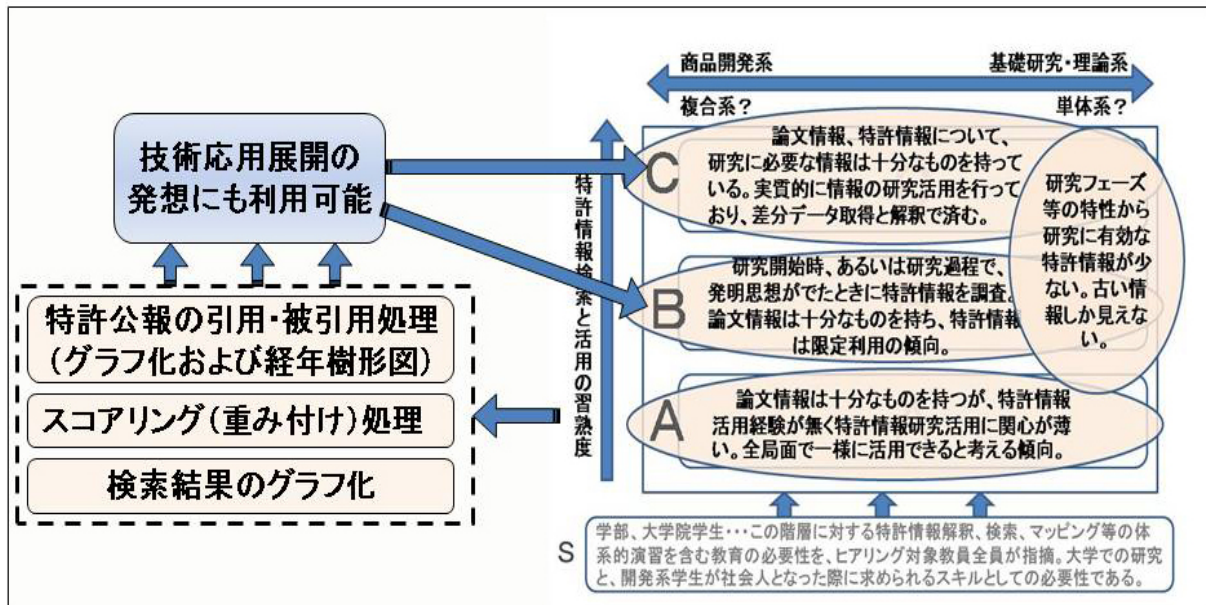 技術応用展開の
発想にも利用可能
特許公報の引用・被引用処理
(グラフ化および経年樹形図)
スコアリング(重み付け)処理
検索結果のグラフ化
商品開発系
基礎研究・理論系
複合系?
単体系?
特許情報検索と活用の習熟度
C
論文情報、特許情報について、
研究に必要な情報は十分なものを持って
いる。実質的に情報の研究活用を行って
おり、差分データ取得と解釈で済む。
B
研究開始時、あるいは研究過程で、
発明思想がでたときに特許情報を調査。
論文情報は十分なものを持ち、特許情報
は限定利用の傾向。
A
論文情報は十分なものを持つが、特許情報
活用経験が無く特許情報研究活用に関心が薄
い。全局面で一様に活用できると考える傾向。
研究フェーズ
等の特性から
研究に有効な
特許情報が少
ない。古い情
報しか見えな
い。
S
学部、大学院学生・・・この階層に対する特許情報解釈、検索、マッピング等の体
系的演習を含む教育の必要性を、ヒアリング対象教員全員が指摘。大学での研究
と、開発系学生が社会人となった際に求められるスキルとしての必要性である。